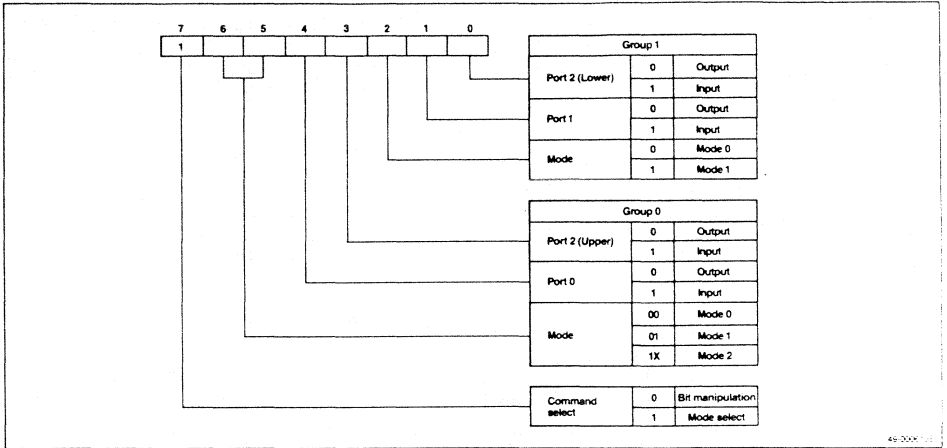 7 6 5 4 3 2 1 0
1
Group 1
Port 2 (Lower) 0 Output
1 Input
Port 1 0 Output
1 Input
Mode 0 Mode 0
1 Mode 1
Group 0
Port 2 (Upper) 0 Output
1 Input
Port 0 0 Output
1 Input
Mode 00 Mode 0
01 Mode 1
1X Mode 2
Command select 0 Bit manipulation
1 Mode select